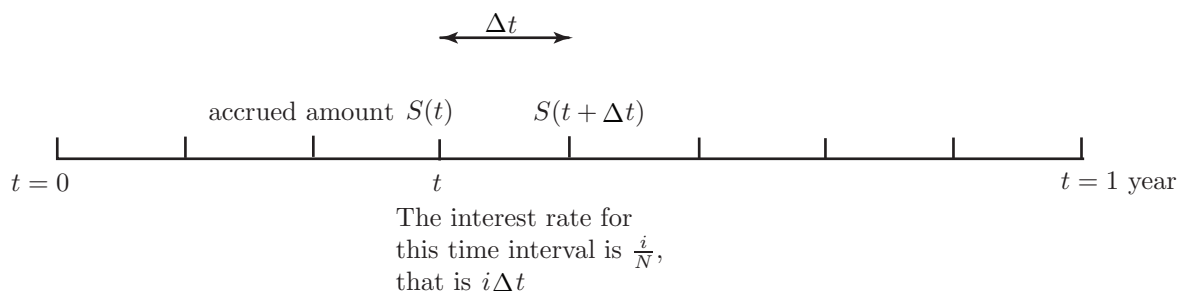 Δt
accrued amount S(t) S(t + Δt)
t = 0 t t = 1 year
The interest rate for
this time interval is i/N,
that is iΔt